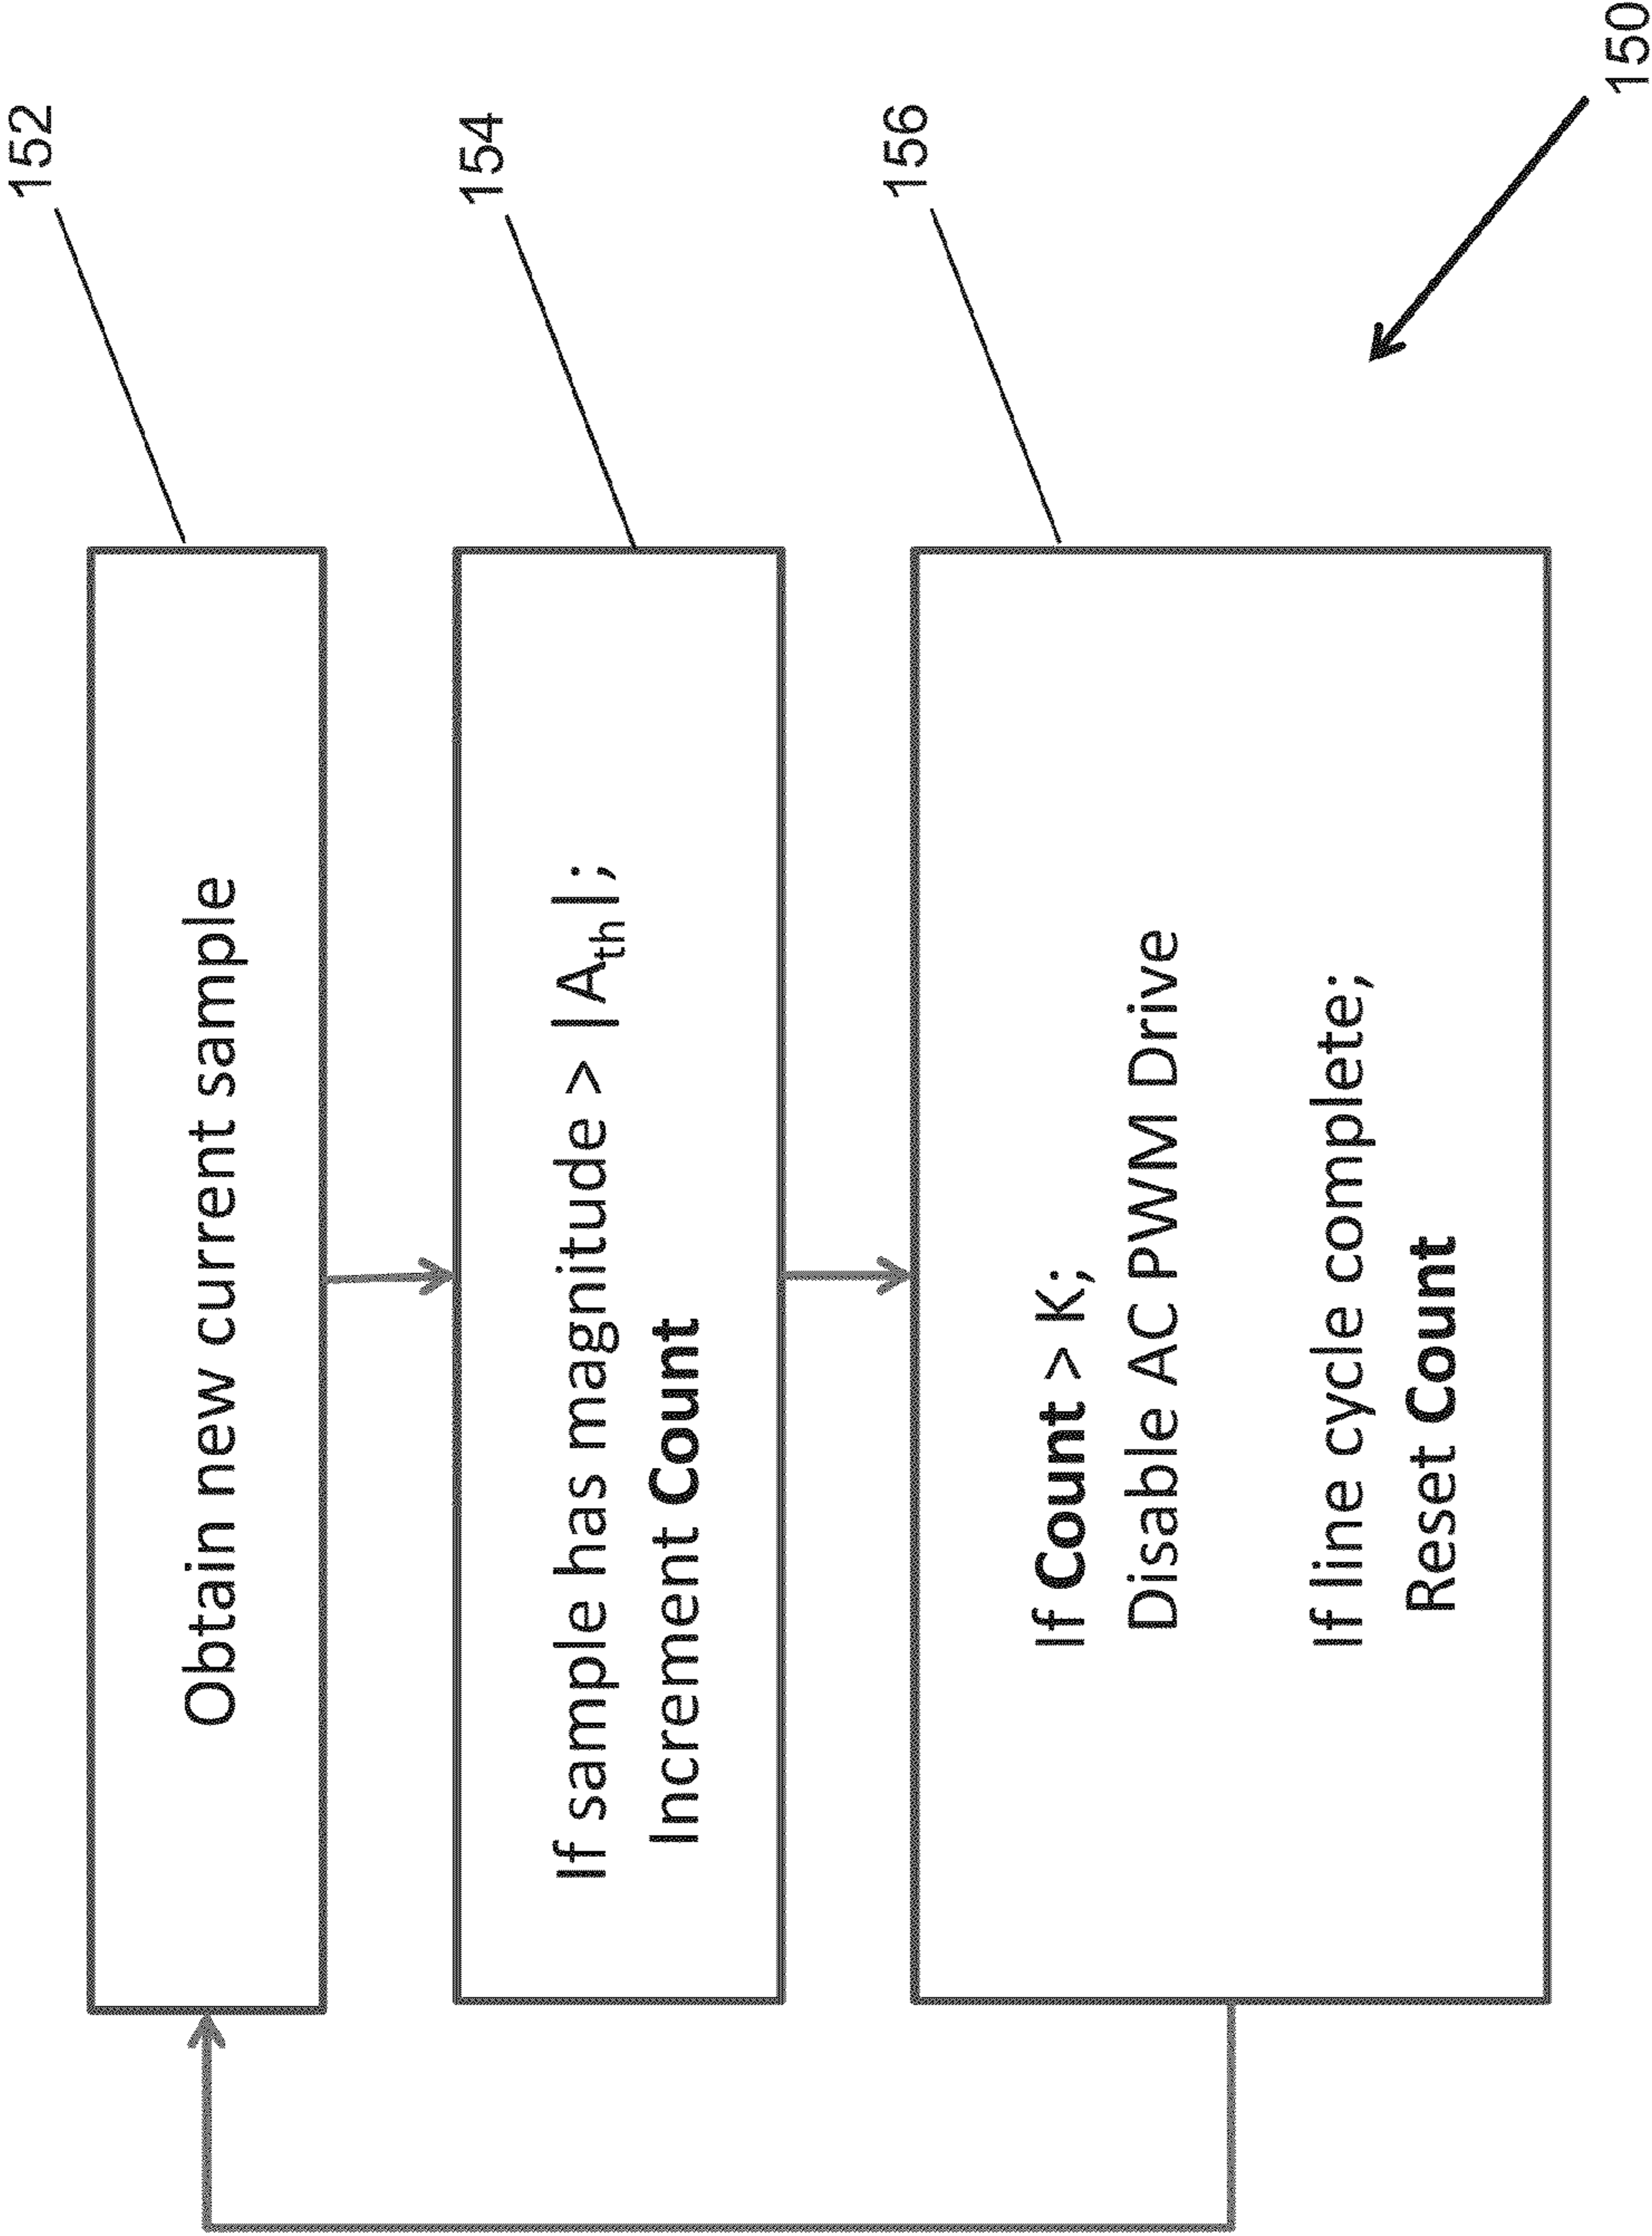 Obtain new current sample
152
If sample has magnitude > |Ath|;
Increment Count
154
If Count > K;
Disable AC PWM Drive
If line cycle complete;
Reset Count
156
150